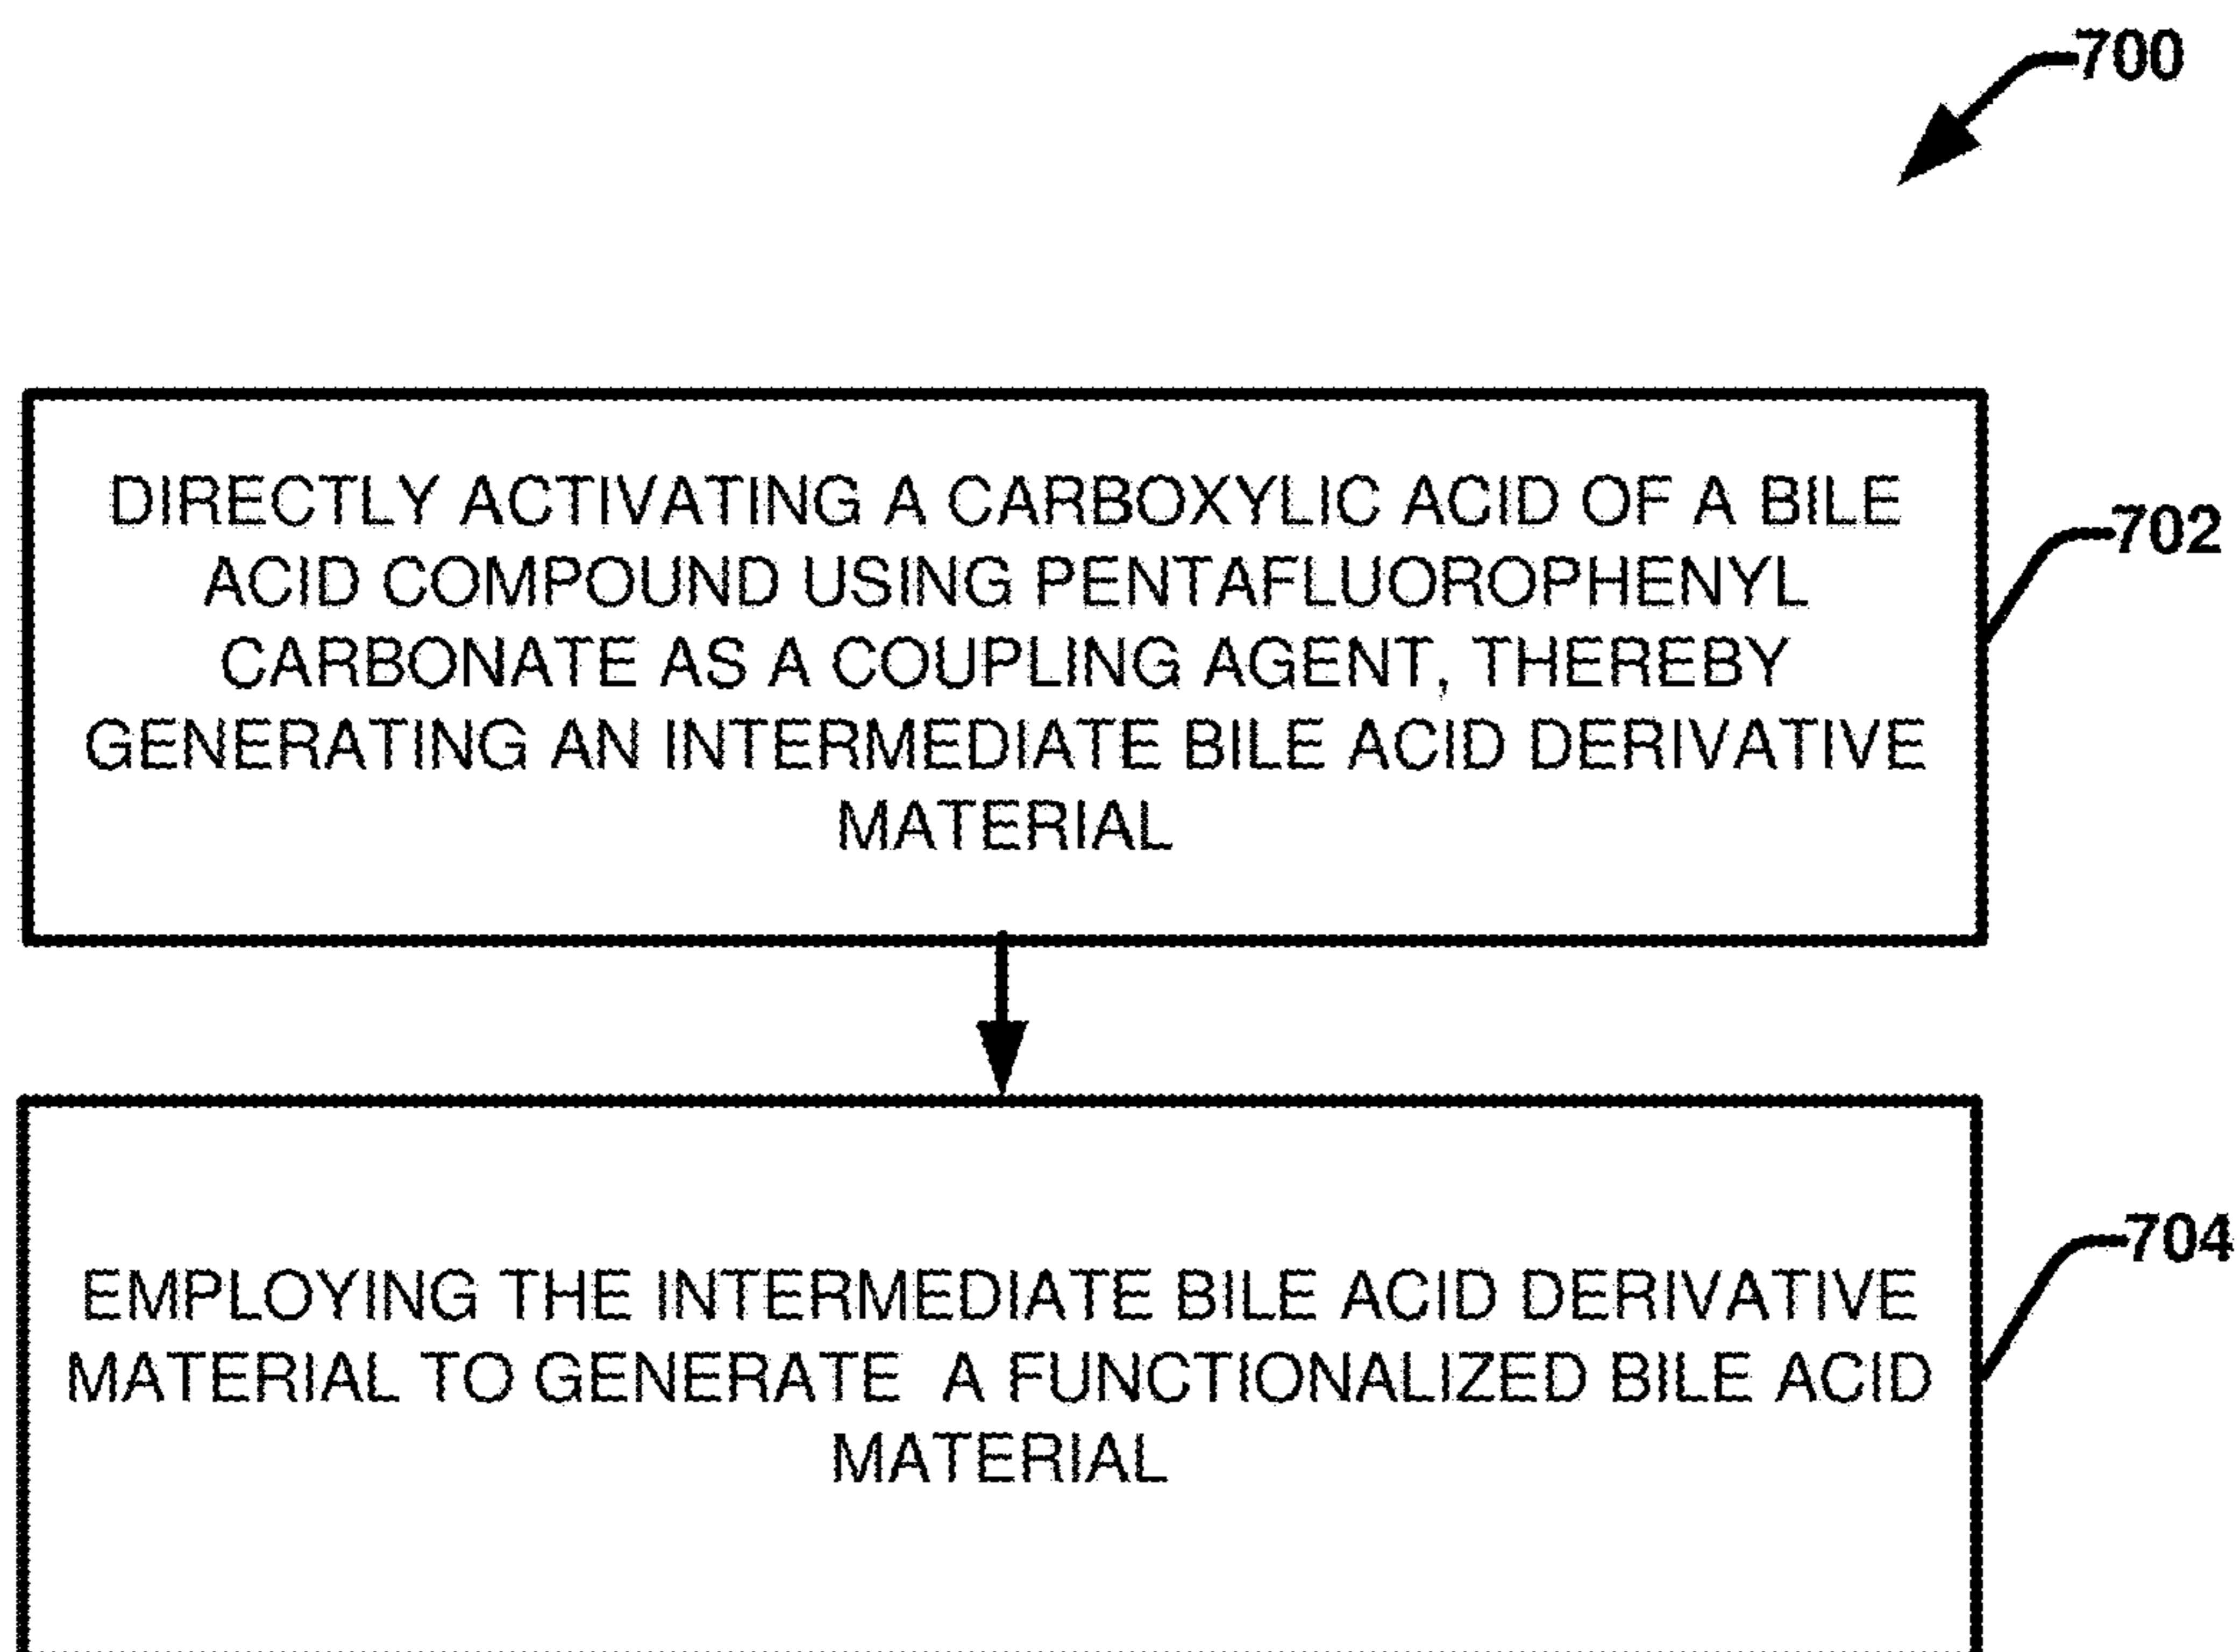 700
DIRECTLY ACTIVATING A CARBOXYLIC ACID OF A BILE
ACID COMPOUND USING PENTAFLUOROPHENYL
CARBONATE AS A COUPLING AGENT, THEREBY
GENERATING AN INTERMEDIATE BILE ACID DERIVATIVE
MATERIAL
702
EMPLOYING THE INTERMEDIATE BILE ACID DERIVATIVE
MATERIAL TO GENERATE A FUNCTIONALIZED BILE ACID
MATERIAL
704